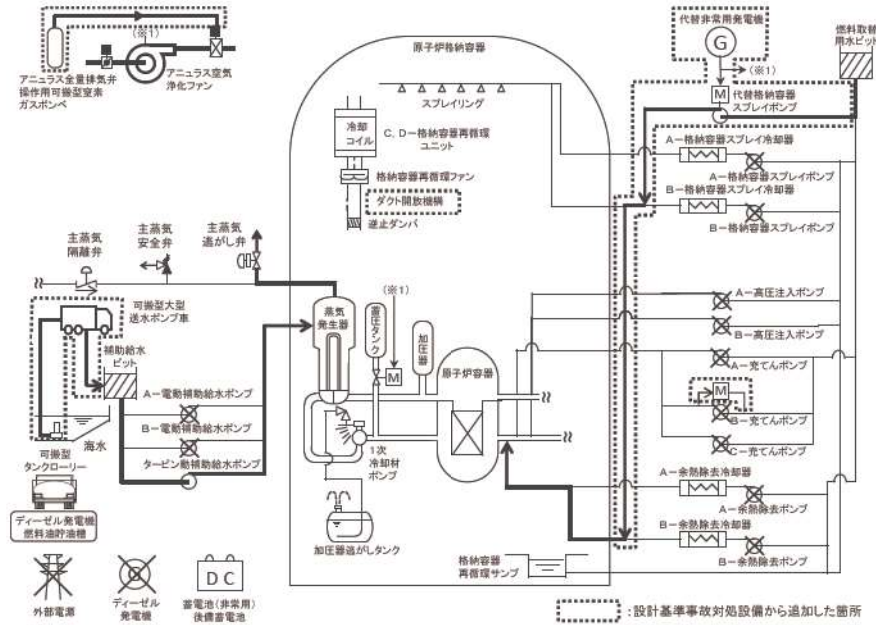 (※1)
アニュラス全量排気弁
操作用可搬型窒素
ガスボンベ
アニュラス空気
浄化ファン
原子炉格納容器
スプレイリング
冷却
コイル
C,D-格納容器再循環
ユニット
格納容器再循環ファン
ダクト開放機構
逆止ダンパ
代替非常用発電機
G
(※1)
M
代替格納容器
スプレイポンプ
燃料取替
用水ピット
A-格納容器スプレイ冷却器
A-格納容器スプレイポンプ
B-格納容器スプレイ冷却器
B-格納容器スプレイポンプ
主蒸気
隔離弁
主蒸気
安全弁
主蒸気
逃がし弁
可搬型大型
送水ポンプ車
補助給水
ピット
A-電動補助給水ポンプ
B-電動補助給水ポンプ
タービン動補助給水ポンプ
海水
可搬型
タンクローリー
ディーゼル発電機
燃料油貯油槽
外部電源
ディーゼル
発電機
DC
蓄電池(非常用)
後備蓄電池
蒸気
発生器
蓄圧タンク
(※1)
M
加圧器
原子炉容器
1次
冷却材
ポンプ
加圧器逃がしタンク
A-高圧注入ポンプ
B-高圧注入ポンプ
A-充てんポンプ
M
B-充てんポンプ
C-充てんポンプ
A-余熱除去冷却器
A-余熱除去ポンプ
B-余熱除去冷却器
B-余熱除去ポンプ
格納容器
再循環サンプ
:設計基準事故対処設備から追加した箇所